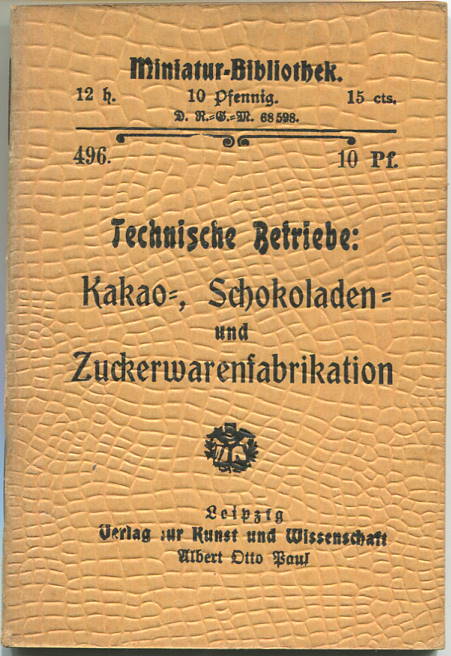 Miniatur-Bibliothek.
12 h. 10 Pfennig. 15 cts.
D. R.=G.=M. 68598.
496. 10 Pf.
Technische Betriebe:
Kakao=, Schokoladen=
und
Zuckerwarenfabrikation
Leipzig
Verlag zur Kunst und Wissenschaft
Albert Otto Paul